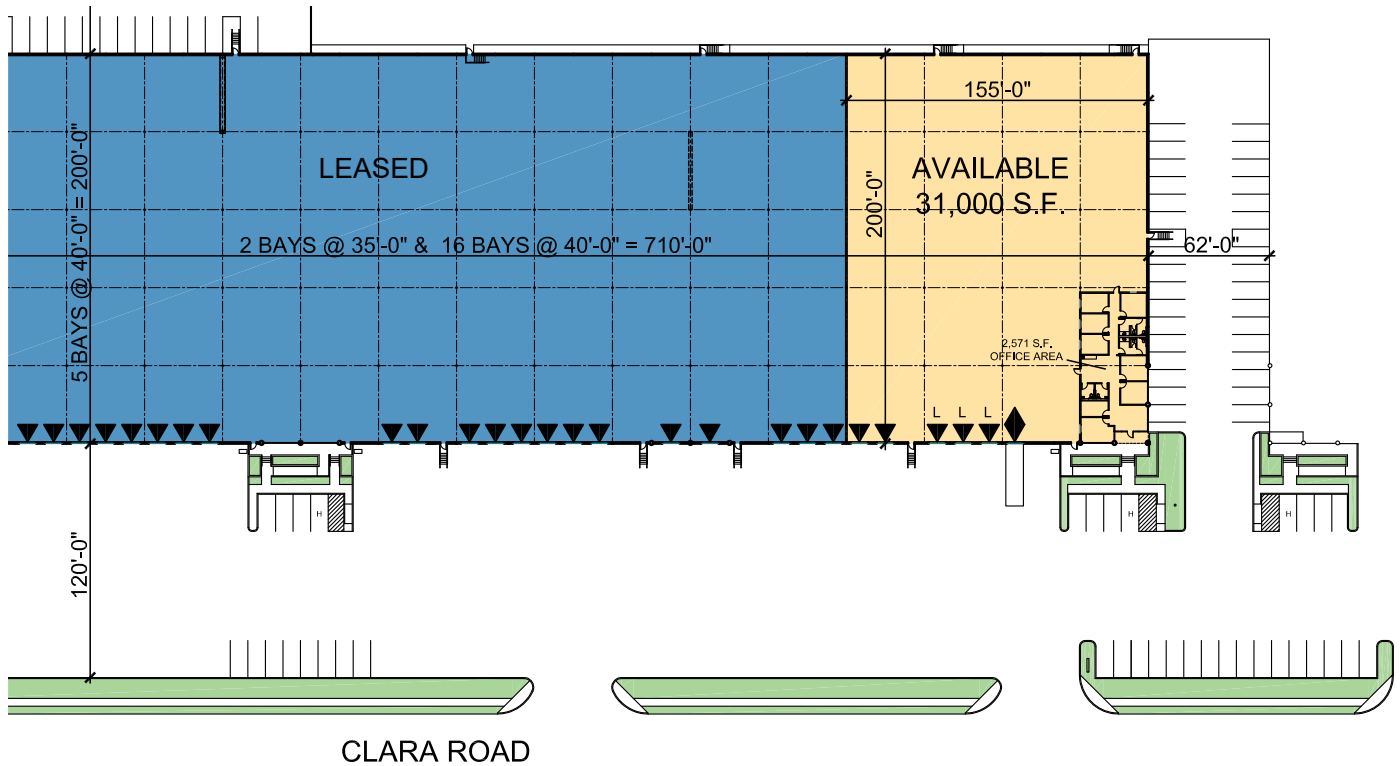 155'-0"
LEASED
AVAILABLE
31,000 S.F.
5 BAYS @ 40'-0" = 200'-0"
200'-0"
2 BAYS @ 35'-0" & 16 BAYS @ 40'-0" = 710'-0"
62'-0"
2,571 S.F.
OFFICE AREA
L L L
H
H
H
120'-0"
CLARA ROAD